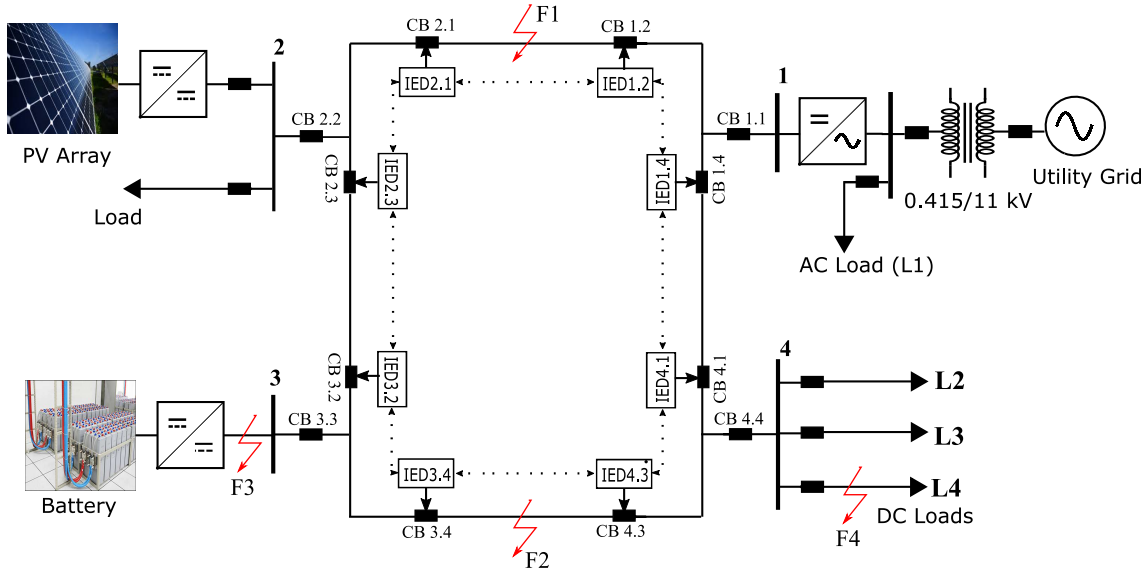 CB 2.1
F1
CB 1.2
IED2.1
IED1.2
2
1
CB 2.2
CB 1.1
PV Array
CB 2.3
IED2.3
IED1.4
CB 1.4
Load
Utility Grid
0.415/11 kV
AC Load (L1)
CB 3.2
IED3.2
IED4.1
CB 4.1
4
L2
3
CB 3.3
CB 4.4
L3
F3
IED3.4
IED4.3
L4
Battery
CB 3.4
F2
CB 4.3
F4
DC Loads